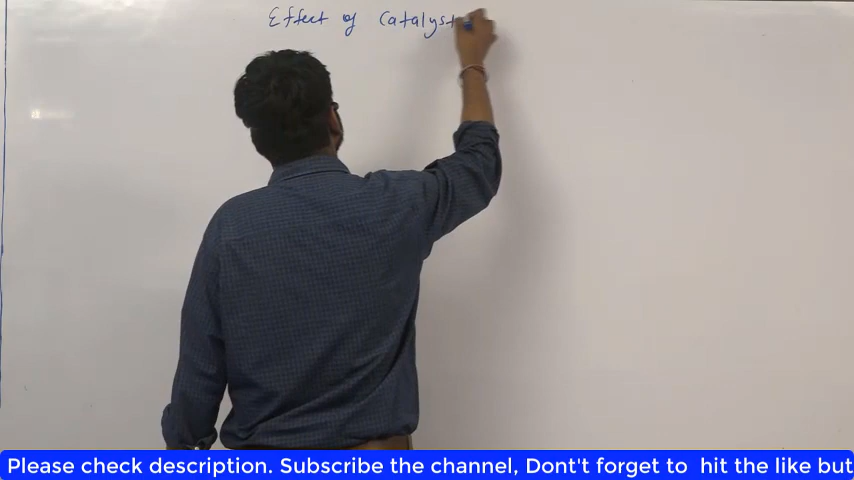 Effect of Catalyst
Please check description. Subscribe the channel, Dont't forget to hit the like but